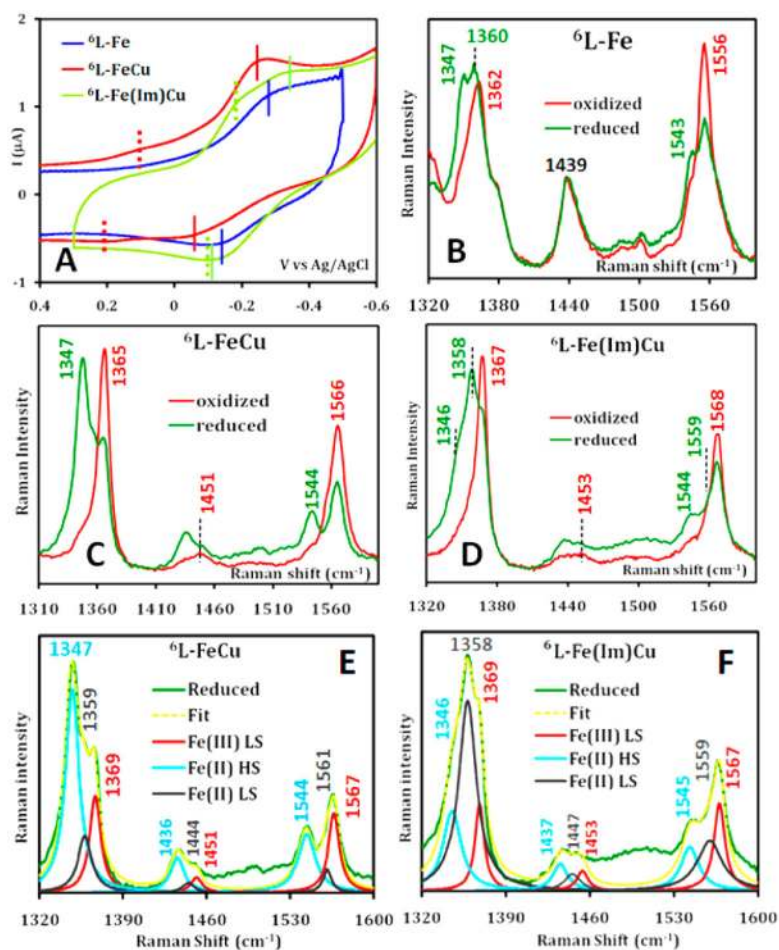 ⁶L-Fe
⁶L-FeCu
⁶L-Fe(Im)Cu
I (μA)
2
1
0
-1
A
V vs Ag/AgCl
0.4 0.2 0 -0.2 -0.4 -0.6
⁶L-Fe
1347
1360
1362
1439
1543
1556
oxidized
reduced
B
Raman Intensity
Raman shift (cm⁻¹)
1320 1380 1440 1500 1560
⁶L-FeCu
1347
1365
1451
1544
1566
oxidized
reduced
C
Raman Intensity
Raman shift (cm⁻¹)
1310 1360 1410 1460 1510 1560
⁶L-Fe(Im)Cu
1346
1358
1367
1453
1544
1559
1568
oxidized
reduced
D
Raman Intensity
Raman shift (cm⁻¹)
1320 1380 1440 1500 1560
⁶L-FeCu
E
1347
1359
1369
Reduced
Fit
Fe(III) LS
Fe(II) HS
Fe(II) LS
1436
1444
1451
1544
1561
1567
Raman intensity
1320 1390 1460 1530 1600
Raman Shift (cm⁻¹)
⁶L-Fe(Im)Cu
F
1346
1358
1369
Reduced
Fit
Fe(III) LS
Fe(II) HS
Fe(II) LS
1437
1447
1453
1545
1559
1567
Raman intensity
1320 1390 1460 1530 1600
Raman Shift (cm⁻¹)